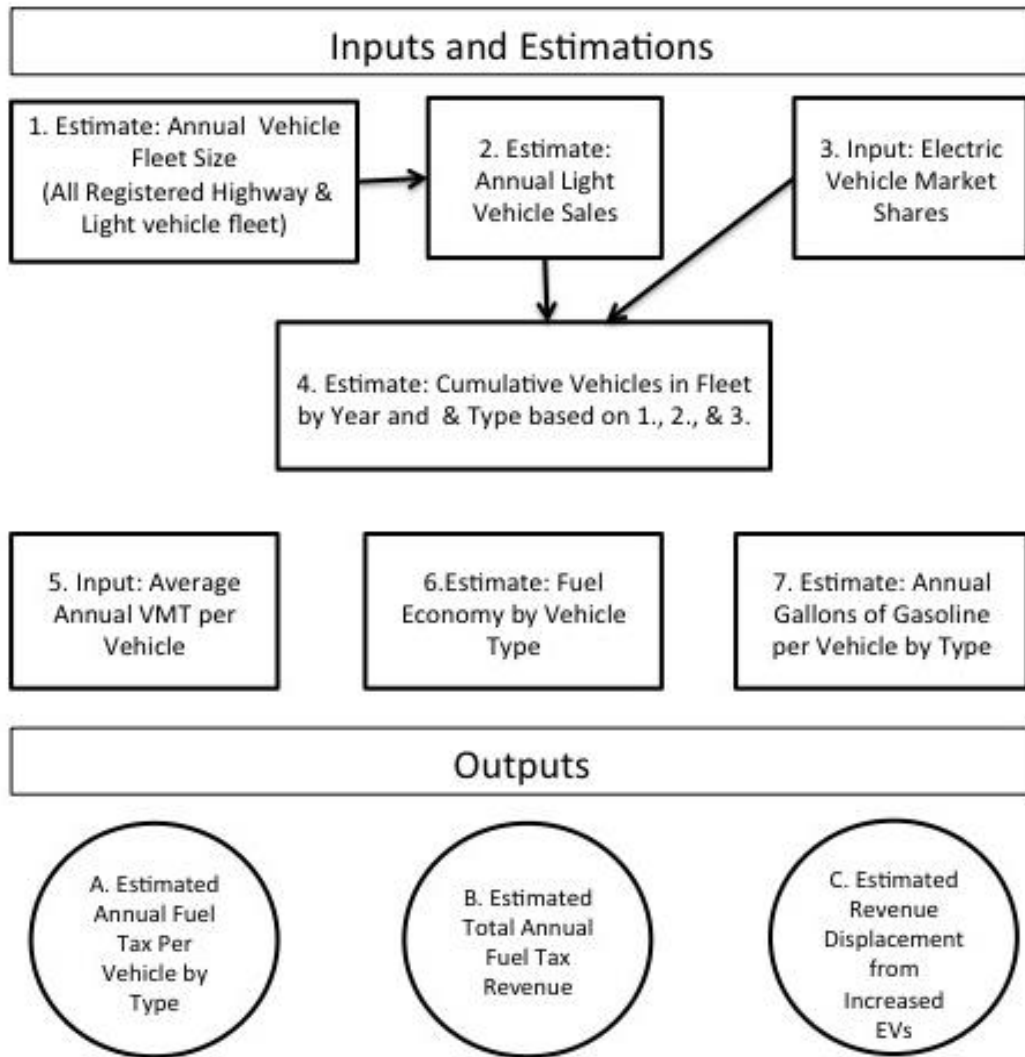 Inputs and Estimations
1. Estimate: Annual Vehicle
Fleet Size
(All Registered Highway &
Light vehicle fleet)
2. Estimate:
Annual Light
Vehicle Sales
3. Input: Electric
Vehicle Market
Shares
4. Estimate: Cumulative Vehicles in Fleet
by Year and & Type based on 1., 2., & 3.
5. Input: Average
Annual VMT per
Vehicle
6.Estimate: Fuel
Economy by Vehicle
Type
7. Estimate: Annual
Gallons of Gasoline
per Vehicle by Type
Outputs
A. Estimated
Annual Fuel
Tax Per
Vehicle by
Type
B. Estimated
Total Annual
Fuel Tax
Revenue
C. Estimated
Revenue
Displacement
from
Increased
EVs